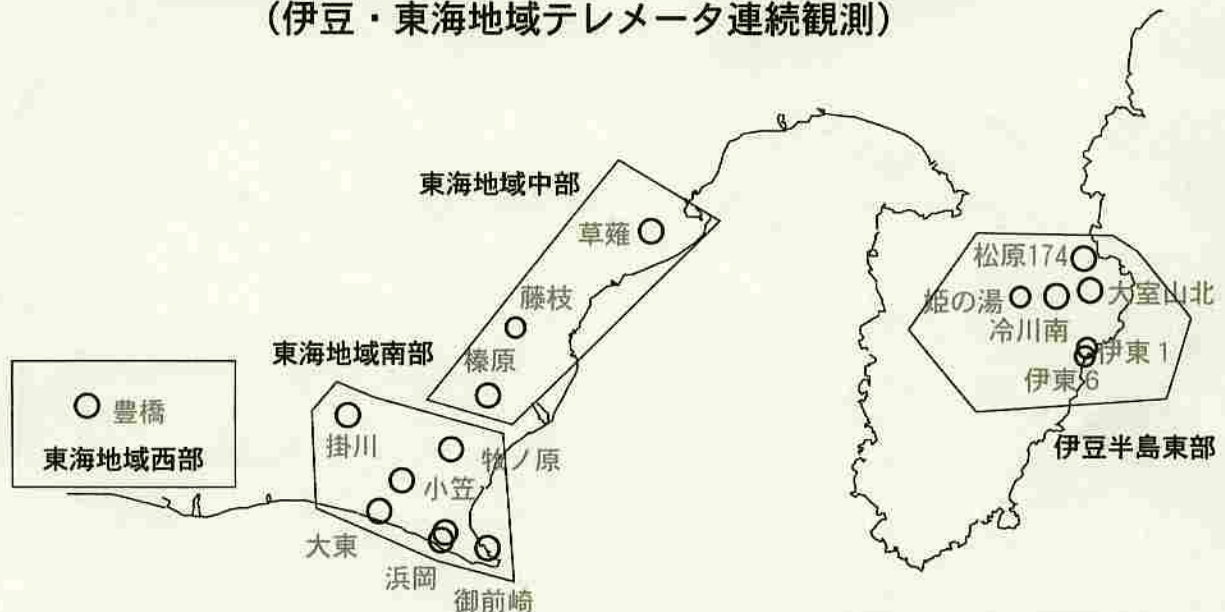 (伊豆・東海地域テレメータ連続観測)
東海地域中部
草薙
藤枝
榛原
東海地域南部
掛川
牧ノ原
小笠
大東
浜岡
御前崎
豊橋
東海地域西部
松原174
姫の湯
大室山北
冷川南
伊東1
伊東6
伊豆半島東部